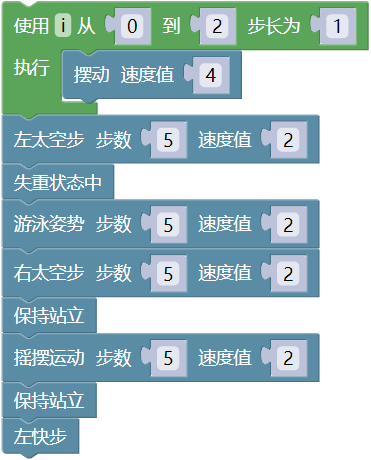 使用 i 从 0 到 2 步长为 1
执行 摆动 速度值 4
左太空步 步数 5 速度值 2
失重状态中
游泳姿势 步数 5 速度值 2
右太空步 步数 5 速度值 2
保持站立
摇摆运动 步数 5 速度值 2
保持站立
左快步